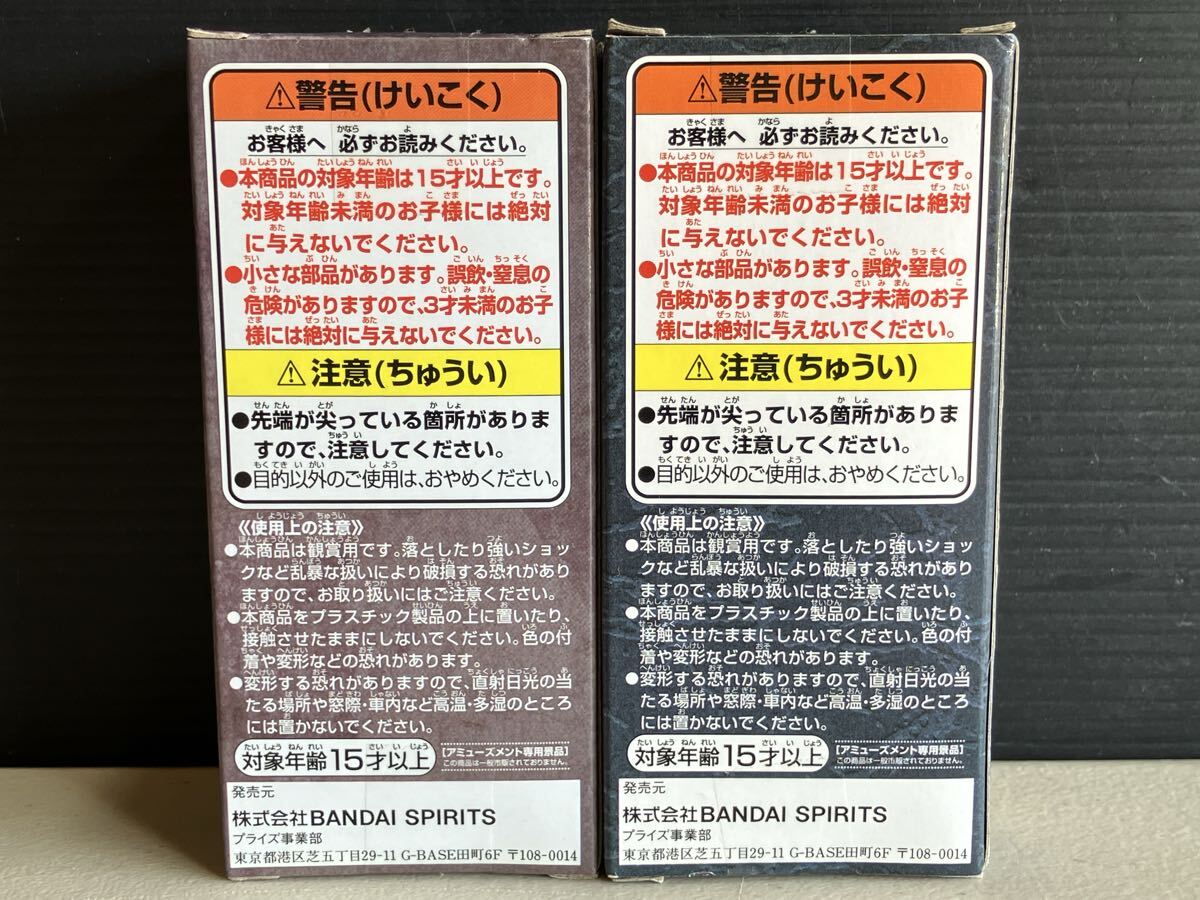 ⚠警告(けいこく)
お客様へ 必ずお読みください。
●本商品の対象年齢は15才以上です。
対象年齢未満のお子様には絶対
に与えないでください。
●小さな部品があります。誤飲・窒息の
危険がありますので、3才未満のお子
様には絶対に与えないでください。
⚠注意(ちゅうい)
●先端が尖っている箇所がありま
すので、注意してください。
●目的以外のご使用は、おやめください。
《使用上の注意》
●本商品は観賞用です。落としたり強いショッ
クなど乱暴な扱いにより破損する恐れがあり
ますので、お取り扱いにはご注意ください。
●本商品をプラスチック製品の上に置いたり、
接触させたままにしないでください。色の付
着や変形などの恐れがあります。
●変形する恐れがありますので、直射日光の当
たる場所や窓際・車内など高温・多湿のところ
には置かないでください。
対象年齢15才以上
【アミューズメント専用景品】
この商品は一般市販されておりません。
発売元
株式会社BANDAI SPIRITS
プライズ事業部
東京都港区芝五丁目29-11 G-BASE田町6F 〒108-0014
⚠警告(けいこく)
お客様へ 必ずお読みください。
●本商品の対象年齢は15才以上です。
対象年齢未満のお子様には絶対
に与えないでください。
●小さな部品があります。誤飲・窒息の
危険がありますので、3才未満のお子
様には絶対に与えないでください。
⚠注意(ちゅうい)
●先端が尖っている箇所がありま
すので、注意してください。
●目的以外のご使用は、おやめください。
《使用上の注意》
●本商品は観賞用です。落としたり強いショッ
クなど乱暴な扱いにより破損する恐れがあり
ますので、お取り扱いにはご注意ください。
●本商品をプラスチック製品の上に置いたり、
接触させたままにしないでください。色の付
着や変形などの恐れがあります。
●変形する恐れがありますので、直射日光の当
たる場所や窓際・車内など高温・多湿のところ
には置かないでください。
対象年齢15才以上
【アミューズメント専用景品】
この商品は一般市販されておりません。
発売元
株式会社BANDAI SPIRITS
プライズ事業部
東京都港区芝五丁目29-11 G-BASE田町6F 〒108-0014